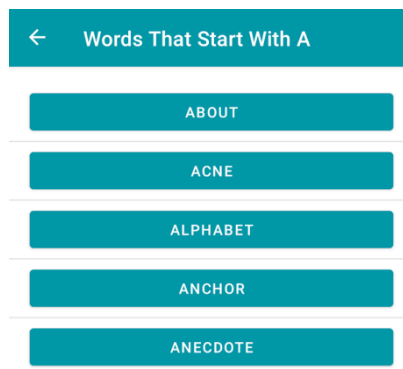 Words That Start With A
ABOUT
ACNE
ALPHABET
ANCHOR
ANECDOTE